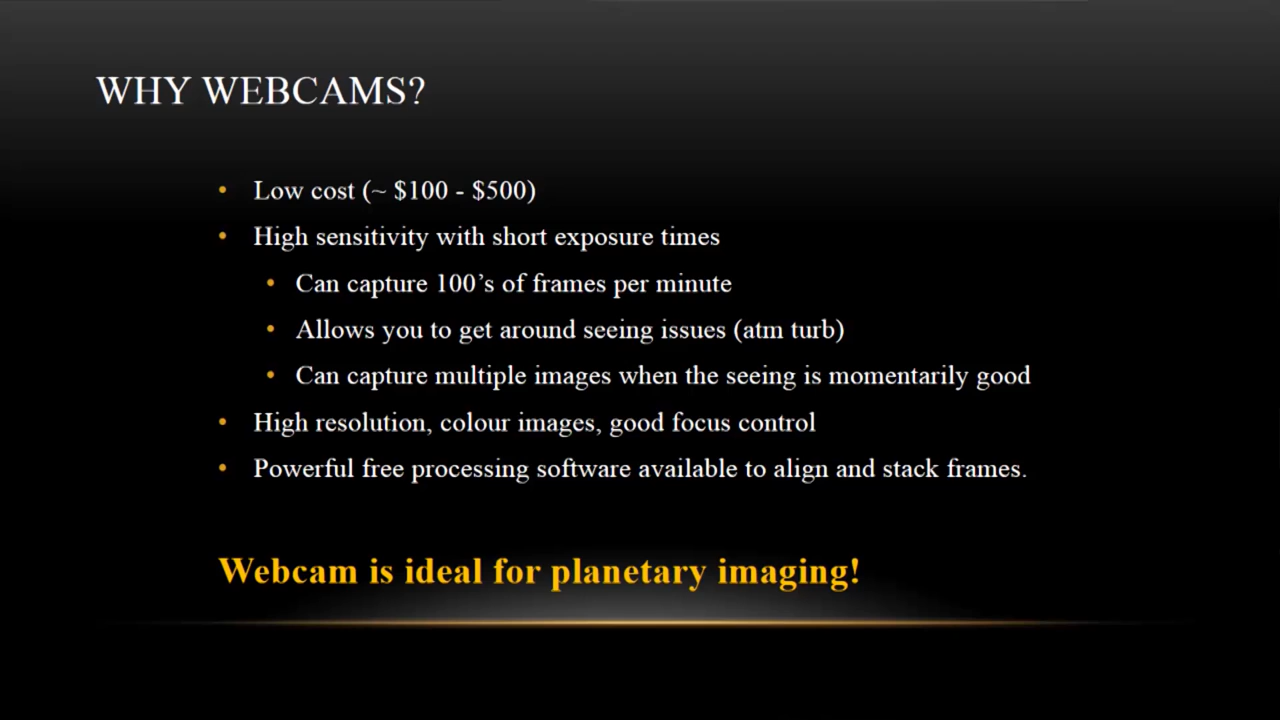 WHY WEBCAMS?
• Low cost (~ $100 - $500)
• High sensitivity with short exposure times
• Can capture 100’s of frames per minute
• Allows you to get around seeing issues (atm turb)
• Can capture multiple images when the seeing is momentarily good
• High resolution, colour images, good focus control
• Powerful free processing software available to align and stack frames.
Webcam is ideal for planetary imaging!